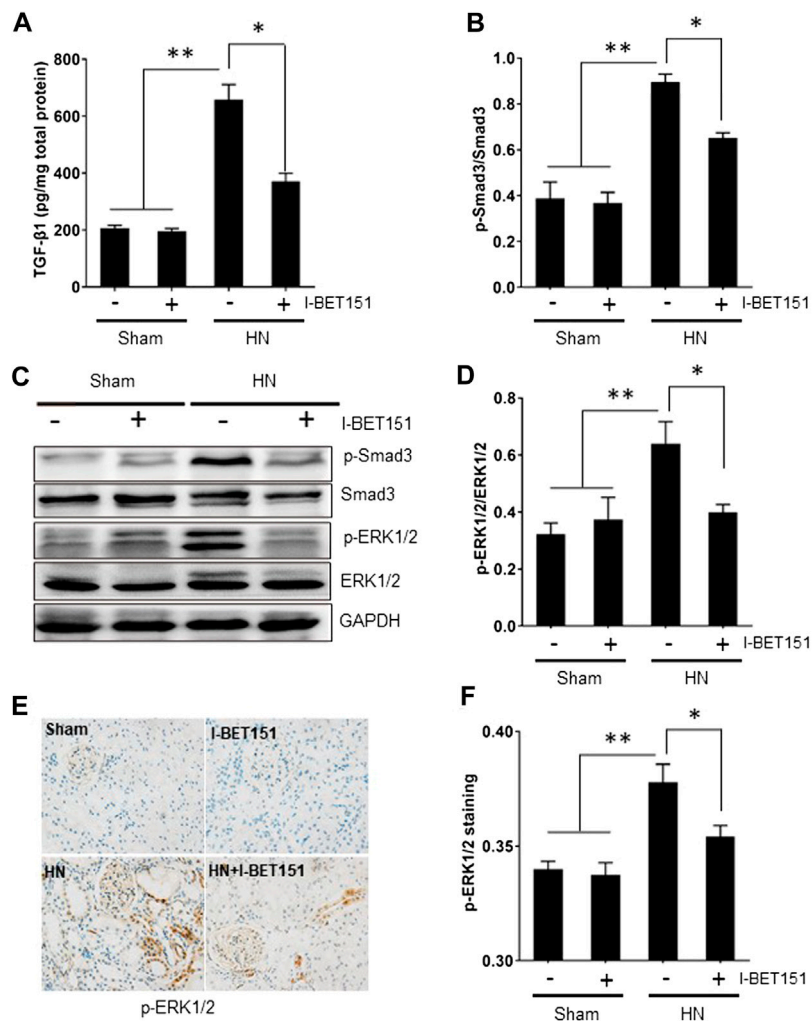 A
**
*
800
600
400
200
0
TGF-β1 (pg/mg total protein)
- + - + I-BET151
Sham HN
B
**
*
1.0
0.8
0.6
0.4
0.2
0.0
p-Smad3/Smad3
- + - + I-BET151
Sham HN
C
Sham HN
- + - + I-BET151
p-Smad3
Smad3
p-ERK1/2
ERK1/2
GAPDH
D
**
*
0.8
0.6
0.4
0.2
0.0
p-ERK1/2/ERK1/2
- + - + I-BET151
Sham HN
E
Sham I-BET151
HN HN+I-BET151
p-ERK1/2
F
**
*
0.40
0.35
0.30
p-ERK1/2 staining
- + - + I-BET151
Sham HN